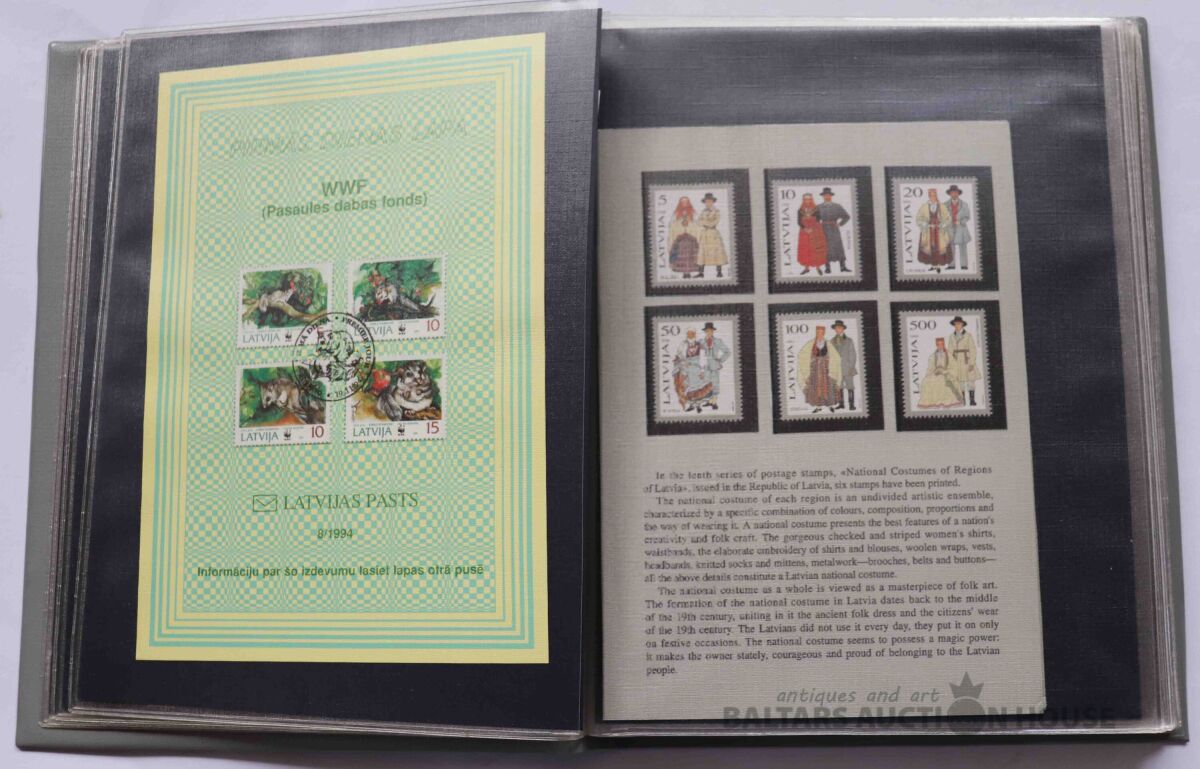 PIRMĀS DIENAS LAPA
WWF
(Pasaules dabas fonds)
LATVIJA
10
LATVIJA 10
LATVIJA 15
LATVIJAS PASTS
8/1994
Informāciju par šo izdevumu lasiet lapas otrā pusē
5 LATVIJA
10 LATVIJA
20 LATVIJA
50 LATVIJA
100 LATVIJA
500 LATVIJA
In the tenth series of postage stamps, «National Costumes of Regions
of Latvia», issued in the Republic of Latvia, six stamps have been printed.
The national costume of each region is an undivided artistic ensemble,
characterized by a specific combination of colours, composition, proportions and
the way of wearing it. A national costume presents the best features of a nation's
creativity and folk craft. The gorgeous checked and striped women's shirts,
waistbands, the elaborate embroidery of shirts and blouses, woolen wraps, vests,
headbands, knitted socks and mittens, metalwork—brooches, belts and buttons—
all the above details constitute a Latvian national costume.
The national costume as a whole is viewed as a masterpiece of folk art.
The formation of the national costume in Latvia dates back to the middle
of the 19th century, uniting in it the ancient folk dress and the citizens' wear
of the 19th century. The Latvians did not use it every day, they put it on only
on festive occasions. The national costume seems to possess a magic power:
it makes the owner stately, courageous and proud of belonging to the Latvian
people.
antiques and art
BALTARS AUCTION HOUSE